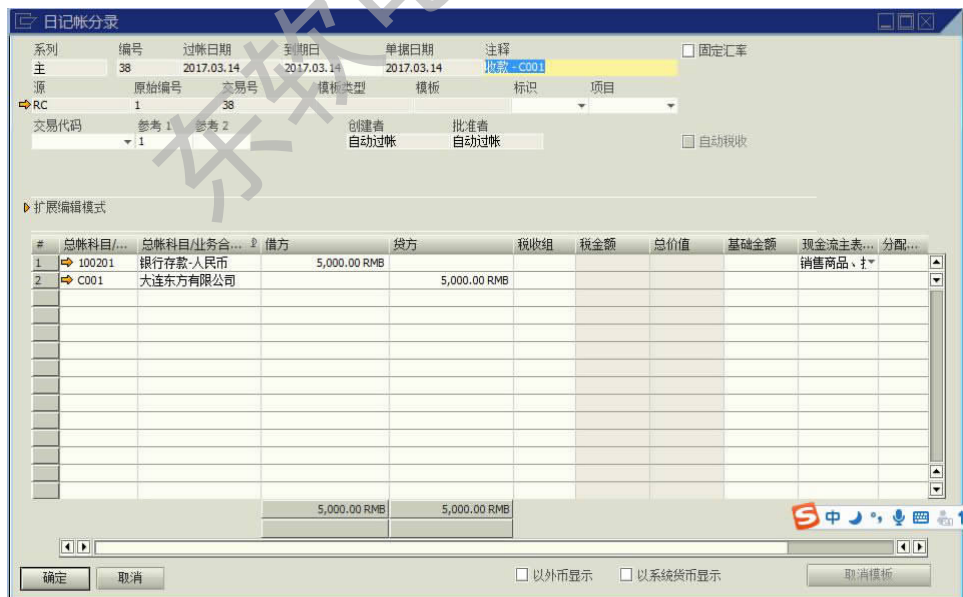 日记帐分录
系列 编号 过帐日期 到期日 单据日期 注释 固定汇率
主 38 2017.03.14 2017.03.14 2017.03.14 收款 - C001
源 原始编号 交易号 模板类型 模板 标识 项目
RC 1 38
交易代码 参考 1 参考 2 创建者 批准者
1 自动过帐 自动过帐 自动税收
扩展编辑模式
# 总帐科目/... 总帐科目/业务合... 借方 贷方 税收组 税金额 总价值 基础金额 现金流主表... 分配...
1 100201 银行存款-人民币 5,000.00 RMB 销售商品、
2 C001 大连东方有限公司 5,000.00 RMB
5,000.00 RMB 5,000.00 RMB
中
确定 取消 以外币显示 以系统货币显示 取消模板
东软